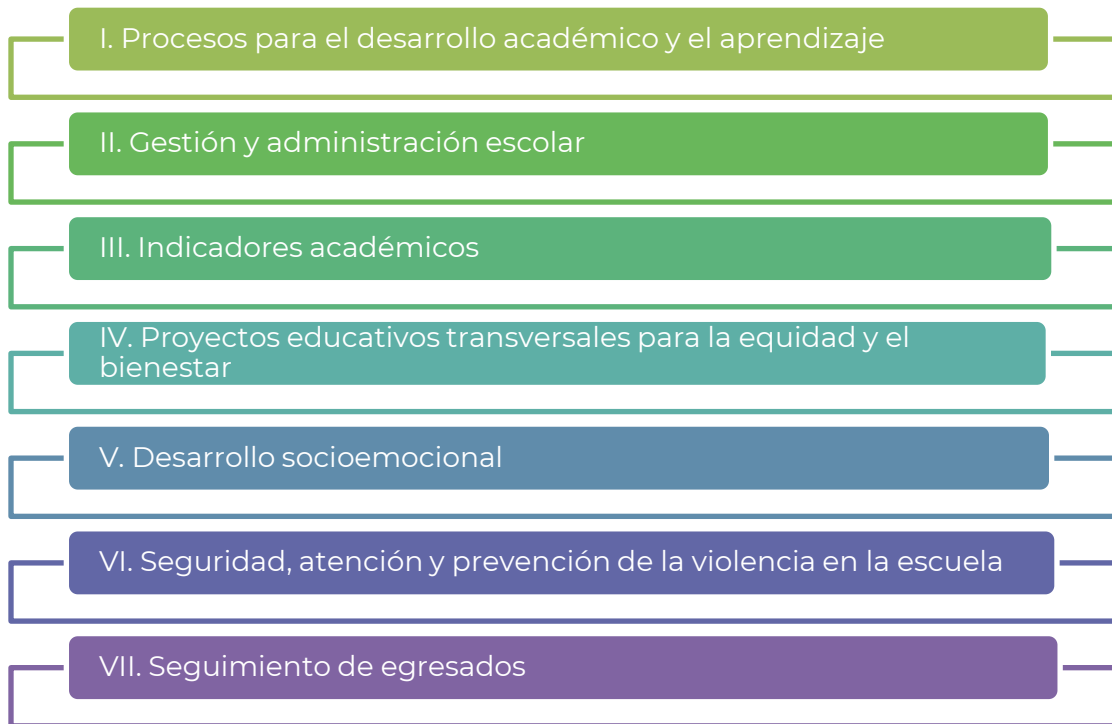 I. Procesos para el desarrollo académico y el aprendizaje
II. Gestión y administración escolar
III. Indicadores académicos
IV. Proyectos educativos transversales para la equidad y el
bienestar
V. Desarrollo socioemocional
VI. Seguridad, atención y prevención de la violencia en la escuela
VII. Seguimiento de egresados